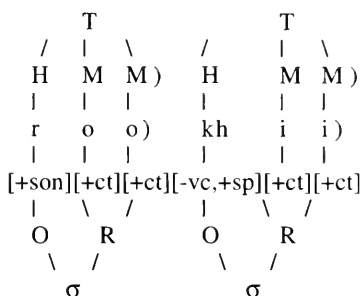 T T
/ | \ / | \
H M M) H M M)
| | | | | |
r o o) kh i i)
| | | | | |
[+son][+ct][+ct][-vc,+sp][+ct][+ct]
| \ / | \ /
O R O R
\ / \ /
σ σ